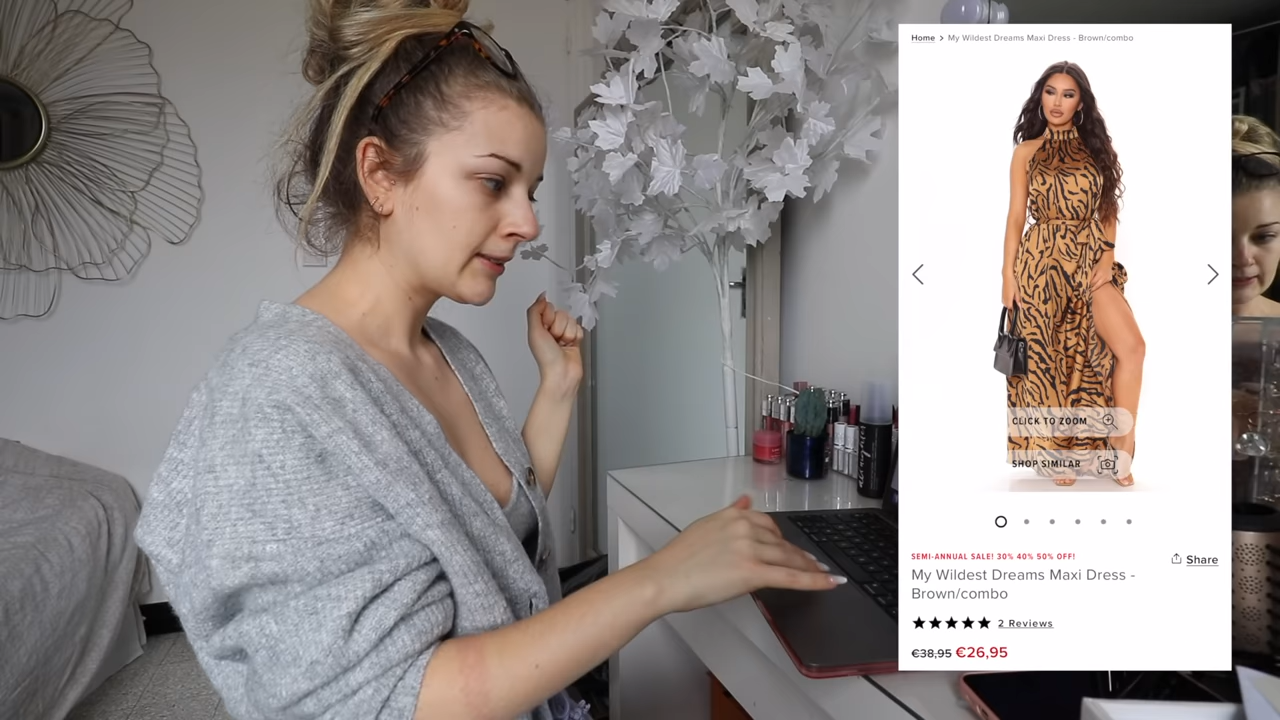 Home > My Wildest Dreams Maxi Dress - Brown/combo
CLICK TO ZOOM
SHOP SIMILAR
SEMI-ANNUAL SALE! 30% 40% 50% OFF!
Share
My Wildest Dreams Maxi Dress -
Brown/combo
2 Reviews
€38,95 €26,95